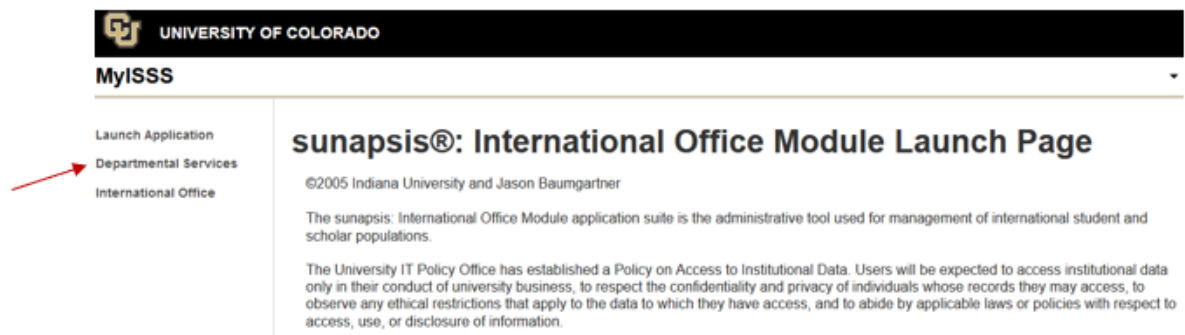 CU UNIVERSITY OF COLORADO
MyISSS
Launch Application
Departmental Services
International Office
sunapsis®: International Office Module Launch Page
©2005 Indiana University and Jason Baumgartner
The sunapsis: International Office Module application suite is the administrative tool used for management of international student and
scholar populations.
The University IT Policy Office has established a Policy on Access to Institutional Data. Users will be expected to access institutional data
only in their conduct of university business, to respect the confidentiality and privacy of individuals whose records they may access, to
observe any ethical restrictions that apply to the data to which they have access, and to abide by applicable laws or policies with respect to
access, use, or disclosure of information.